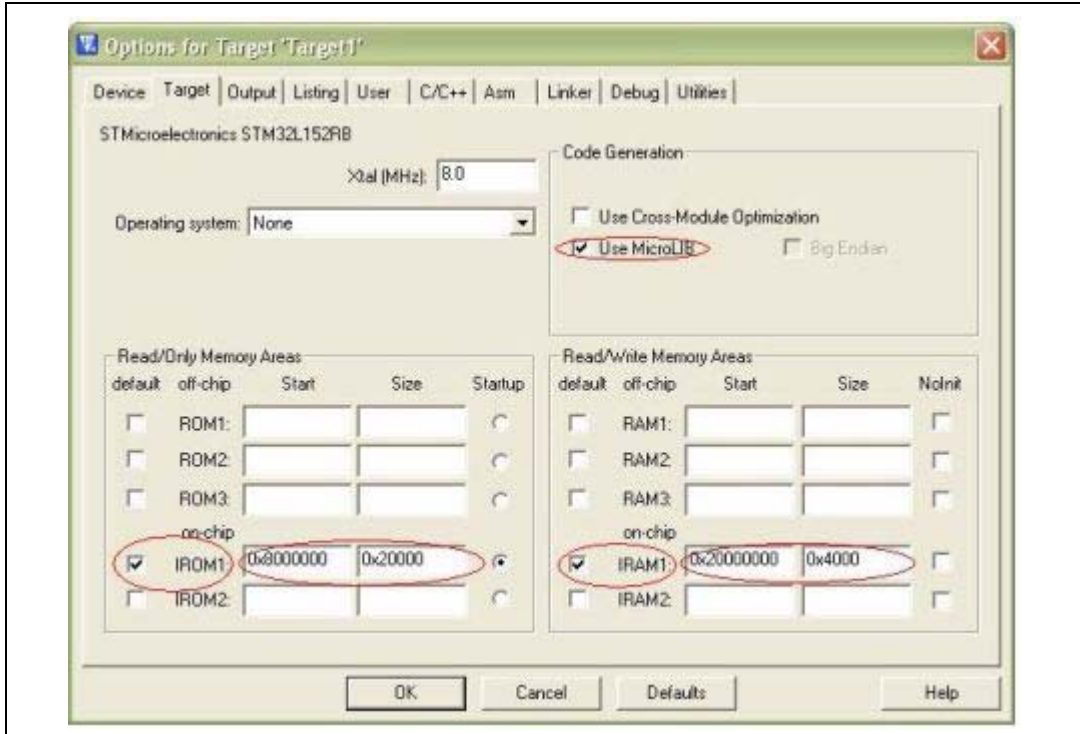 Options for Target 'Target1'
Device Target Output Listing User C/C++ Asm Linker Debug Utilities
STMicroelectronics STM32L152RB
Xtal (MHz): 8.0
Operating system: None
Code Generation
Use Cross-Module Optimization
Use MicroLIB Big Endian
Read/Only Memory Areas
default off-chip Start Size Startup
ROM1:
ROM2:
ROM3:
on-chip
IROM1: 0x8000000 0x20000
IROM2:
Read/Write Memory Areas
default off-chip Start Size NoInit
RAM1:
RAM2:
RAM3:
on-chip
IRAM1: 0x20000000 0x4000
IRAM2:
OK Cancel Defaults Help